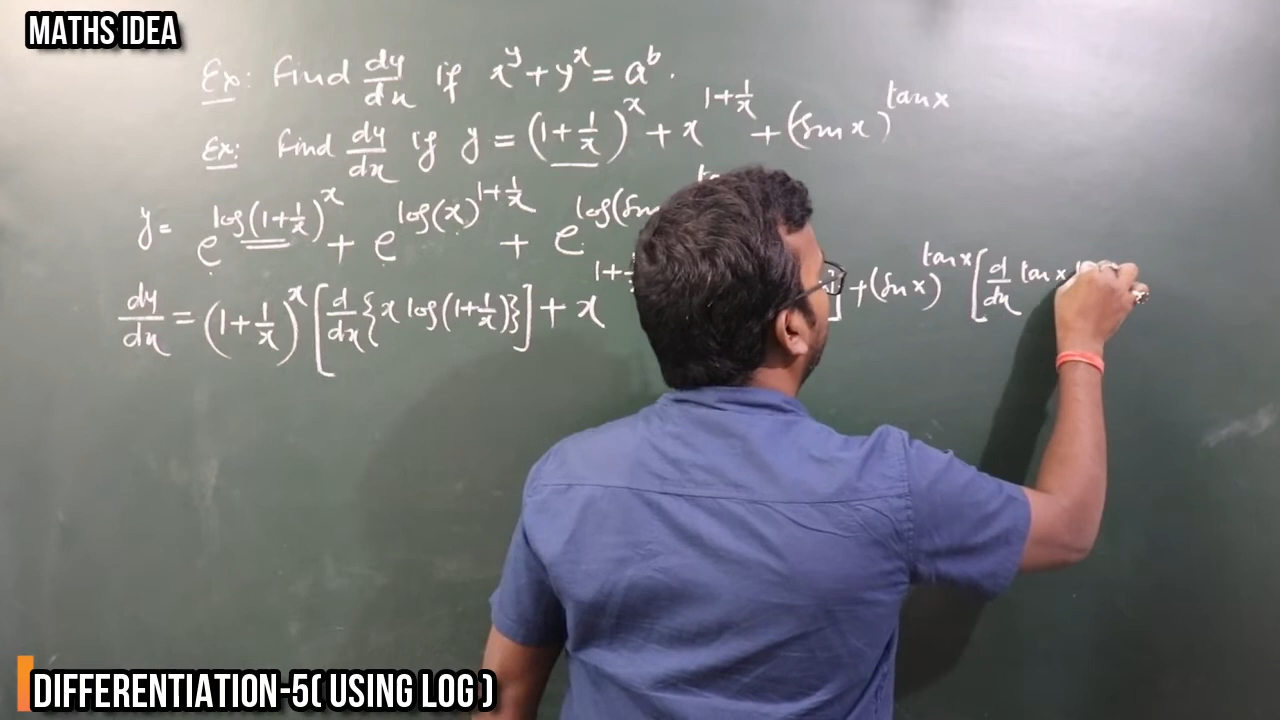 MATHS IDEA
Ex: Find dy/dx if x^y + y^x = a^b.
Ex: Find dy/dx if y = (1 + 1/x)^x + x^(1+1/x) + (sin x)^tan x
y = e^log(1+1/x)^x + e^log(x)^(1+1/x) + e^log(sin
dy/dx = (1+1/x)^x [d/dx {x log(1+1/x)}] + x^1+ ] + (sin x)^tan x [d/dx tan x
DIFFERENTIATION-5( USING LOG )